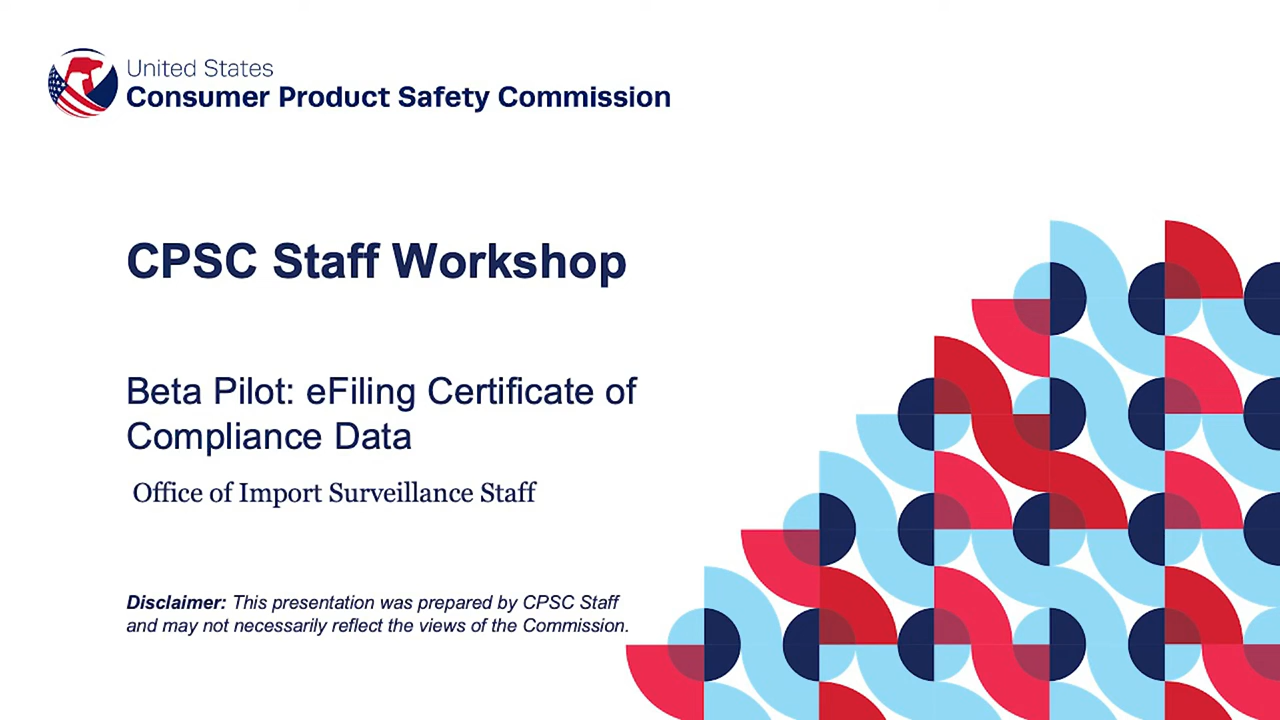 United States
Consumer Product Safety Commission
CPSC Staff Workshop
Beta Pilot: eFiling Certificate of
Compliance Data
Office of Import Surveillance Staff
Disclaimer: This presentation was prepared by CPSC Staff
and may not necessarily reflect the views of the Commission.